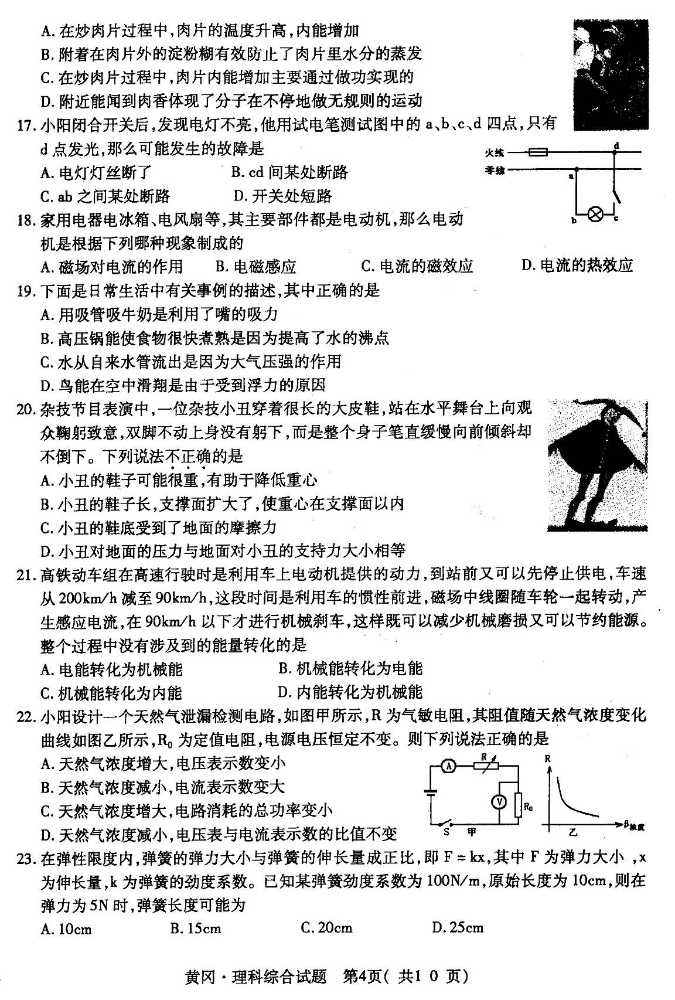 A. 在炒肉片过程中,肉片的温度升高,内能增加
B. 附着在肉片外的淀粉糊有效防止了肉片里水分的蒸发
C. 在炒肉片过程中,肉片内能增加主要通过做功实现的
D. 附近能闻到肉香体现了分子在不停地做无规则的运动
17. 小阳闭合开关后,发现电灯不亮,他用试电笔测试图中的 a、b、c、d 四点,只有
d 点发光,那么可能发生的故障是
A. 电灯灯丝断了 B. cd 间某处断路
C. ab 之间某处断路 D. 开关处短路
火线 d
零线 a
b c
18. 家用电器电冰箱、电风扇等,其主要部件都是电动机,那么电动
机是根据下列哪种现象制成的
A. 磁场对电流的作用 B. 电磁感应 C. 电流的磁效应 D. 电流的热效应
19. 下面是日常生活中有关事例的描述,其中正确的是
A. 用吸管吸牛奶是利用了嘴的吸力
B. 高压锅能使食物很快煮熟是因为提高了水的沸点
C. 水从自来水管流出是因为大气压强的作用
D. 鸟能在空中滑翔是由于受到浮力的原因
20. 杂技节目表演中,一位杂技小丑穿着很长的大皮鞋,站在水平舞台上向观
众鞠躬致意,双脚不动上身没有躬下,而是整个身子笔直缓慢向前倾斜却
不倒下。下列说法不正确的是
A. 小丑的鞋子可能很重,有助于降低重心
B. 小丑的鞋子长,支撑面扩大了,使重心在支撑面以内
C. 小丑的鞋底受到了地面的摩擦力
D. 小丑对地面的压力与地面对小丑的支持力大小相等
21. 高铁动车组在高速行驶时是利用车上电动机提供的动力,到站前又可以先停止供电,车速
从 200km/h 减至 90km/h,这段时间是利用车的惯性前进,磁场中线圈随车轮一起转动,产
生感应电流,在 90km/h 以下才进行机械刹车,这样既可以减少机械磨损又可以节约能源。
整个过程中没有涉及到的能量转化的是
A. 电能转化为机械能 B. 机械能转化为电能
C. 机械能转化为内能 D. 内能转化为机械能
22. 小阳设计一个天然气泄漏检测电路,如图甲所示,R 为气敏电阻,其阻值随天然气浓度变化
曲线如图乙所示,R₀ 为定值电阻,电源电压恒定不变。则下列说法正确的是
A. 天然气浓度增大,电压表示数变小
B. 天然气浓度减小,电流表示数变大
C. 天然气浓度增大,电路消耗的总功率变小
D. 天然气浓度减小,电压表与电流表示数的比值不变
A R R
V R₀
S 甲 乙 β浓度
23. 在弹性限度内,弹簧的弹力大小与弹簧的伸长量成正比,即 F = kx,其中 F 为弹力大小 ,x
为伸长量,k 为弹簧的劲度系数。已知某弹簧劲度系数为 100N/m,原始长度为 10cm,则在
弹力为 5N 时,弹簧长度可能为
A. 10cm B. 15cm C. 20cm D. 25cm
黄冈·理科综合试题 第4页( 共1 0 页)